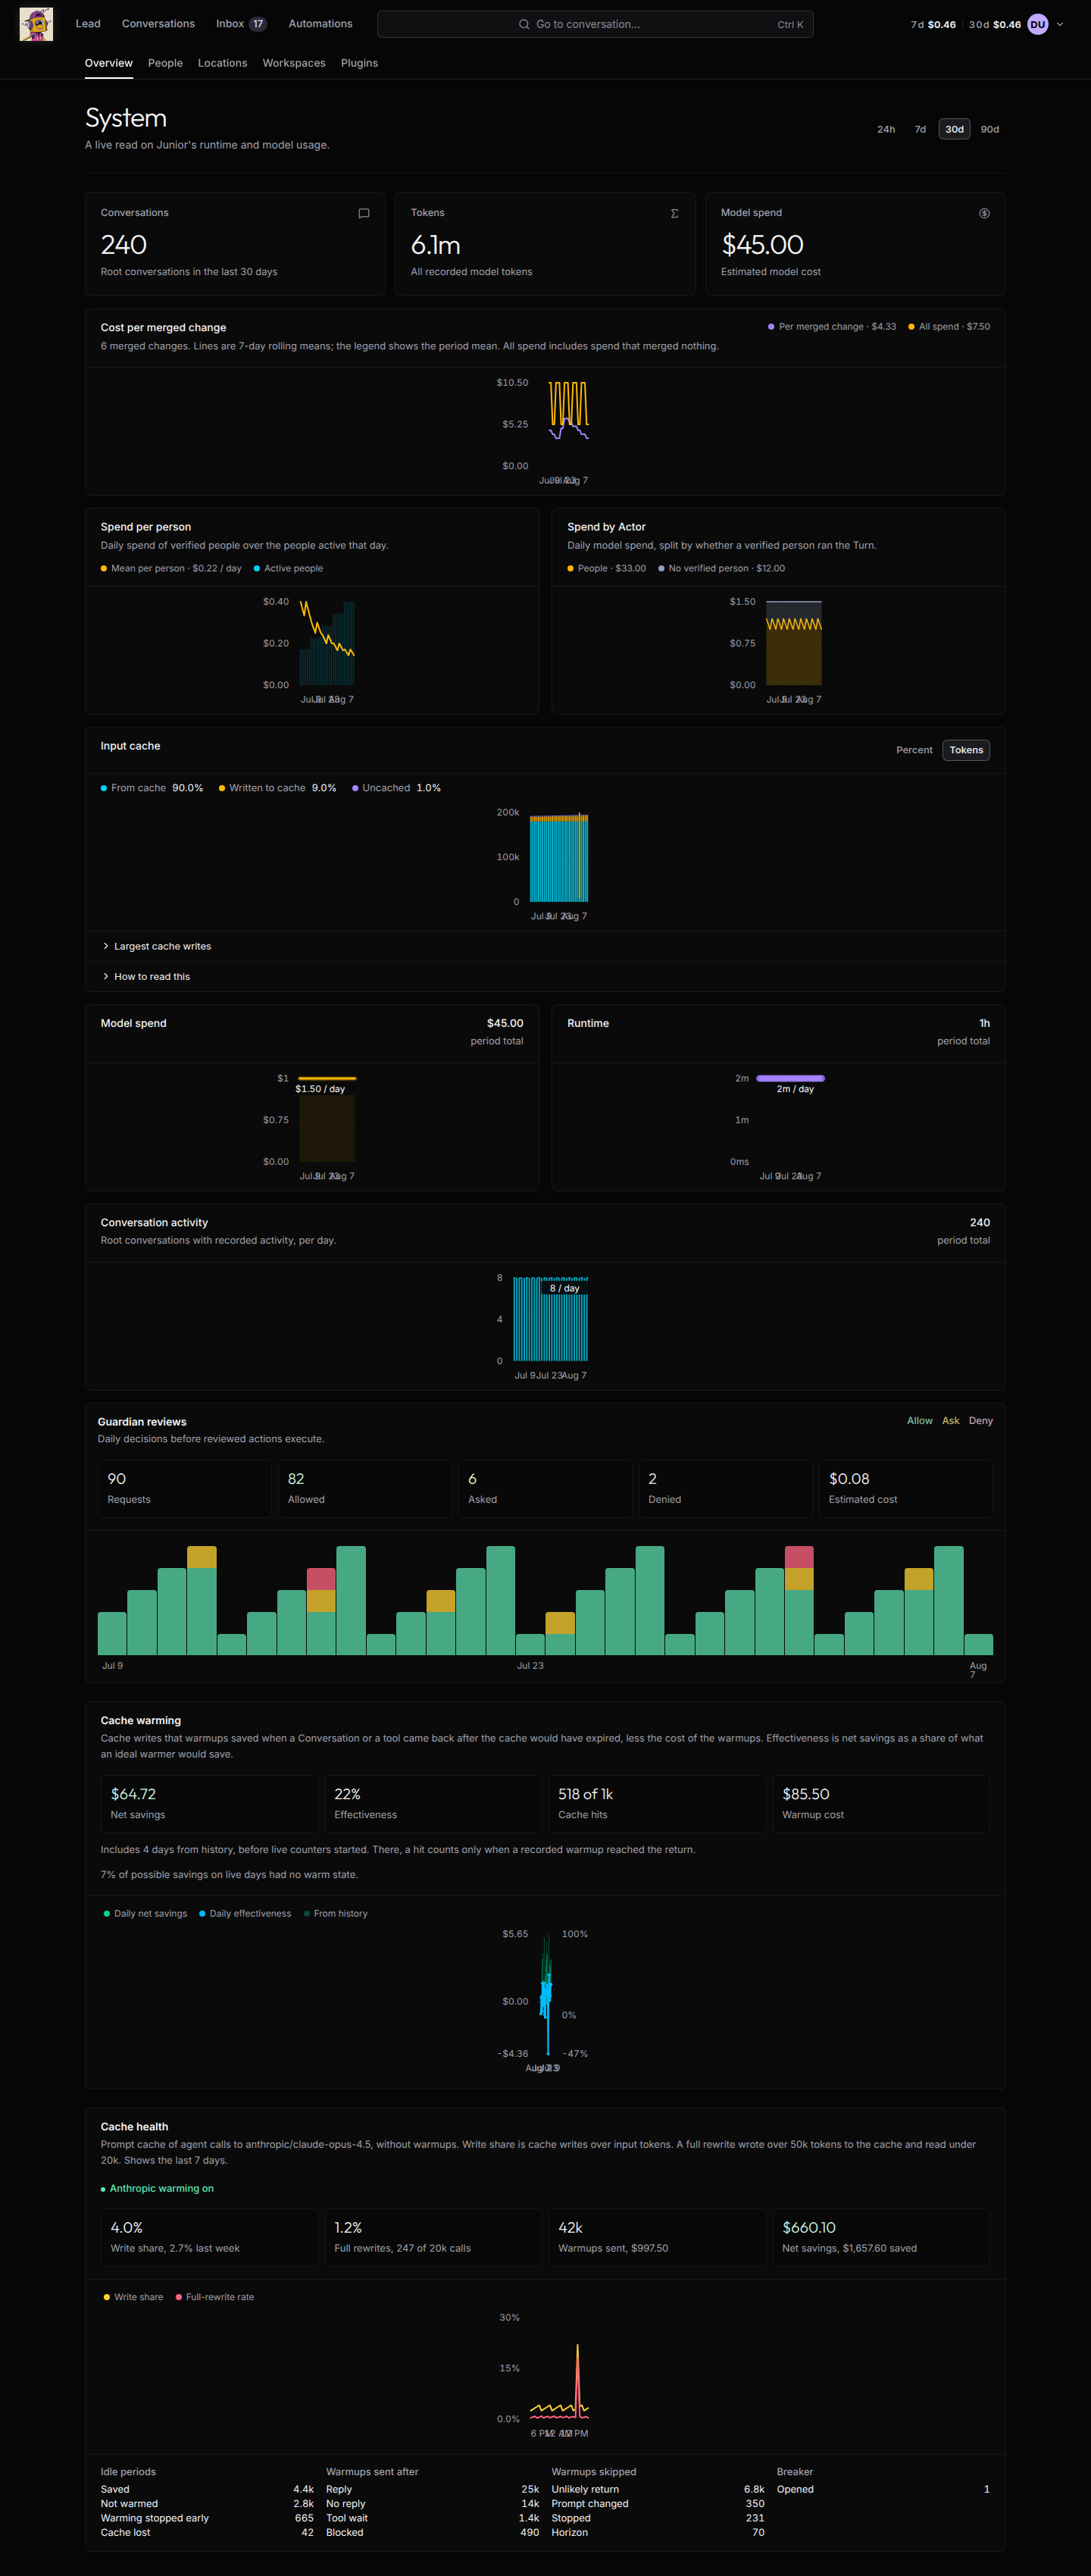 Lead Conversations Inbox 17 Automations Go to conversation... Ctrl K 7d $0.46 30d $0.46 DU
Overview People Locations Workspaces Plugins
System
A live read on Junior's runtime and model usage.
24h 7d 30d 90d
Conversations
240
Root conversations in the last 30 days
Tokens
6.1m
All recorded model tokens
Model spend
$45.00
Estimated model cost
Cost per merged change
Per merged change · $4.33 All spend · $7.50
6 merged changes. Lines are 7-day rolling means; the legend shows the period mean. All spend includes spend that merged nothing.
$10.50
$5.25
$0.00
Aug 7
Spend per person
Daily spend of verified people over the people active that day.
Mean per person · $0.22 / day Active people
$0.40
$0.20
$0.00
Aug 7
Spend by Actor
Daily model spend, split by whether a verified person ran the Turn.
People · $33.00 No verified person · $12.00
$1.50
$0.75
$0.00
Aug 7
Input cache
Percent Tokens
From cache 90.0% Written to cache 9.0% Uncached 1.0%
200k
100k
0
Aug 7
Largest cache writes
How to read this
Model spend
$45.00
period total
$1
$1.50 / day
$0.75
$0.00
Aug 7
Runtime
1h
period total
2m
2m / day
1m
0ms
Aug 7
Conversation activity
240
Root conversations with recorded activity, per day.
period total
8
8 / day
4
0
Jul 9 Jul 23 Aug 7
Guardian reviews
Allow Ask Deny
Daily decisions before reviewed actions execute.
90
Requests
82
Allowed
6
Asked
2
Denied
$0.08
Estimated cost
Jul 9 Jul 23 Aug
7
Cache warming
Cache writes that warmups saved when a Conversation or a tool came back after the cache would have expired, less the cost of the warmups. Effectiveness is net savings as a share of what
an ideal warmer would save.
$64.72
Net savings
22%
Effectiveness
518 of 1k
Cache hits
$85.50
Warmup cost
Includes 4 days from history, before live counters started. There, a hit counts only when a recorded warmup reached the return.
7% of possible savings on live days had no warm state.
Daily net savings Daily effectiveness From history
$5.65 100%
$0.00
0%
-$4.36 -47%
Cache health
Prompt cache of agent calls to anthropic/claude-opus-4.5, without warmups. Write share is cache writes over input tokens. A full rewrite wrote over 50k tokens to the cache and read under
20k. Shows the last 7 days.
Anthropic warming on
4.0%
Write share, 2.7% last week
1.2%
Full rewrites, 247 of 20k calls
42k
Warmups sent, $997.50
$660.10
Net savings, $1,657.60 saved
Write share Full-rewrite rate
30%
15%
0.0%
Idle periods
Saved 4.4k
Not warmed 2.8k
Warming stopped early 665
Cache lost 42
Warmups sent after
Reply 25k
No reply 14k
Tool wait 1.4k
Blocked 490
Warmups skipped
Unlikely return 6.8k
Prompt changed 350
Stopped 231
Horizon 70
Breaker
Opened 1